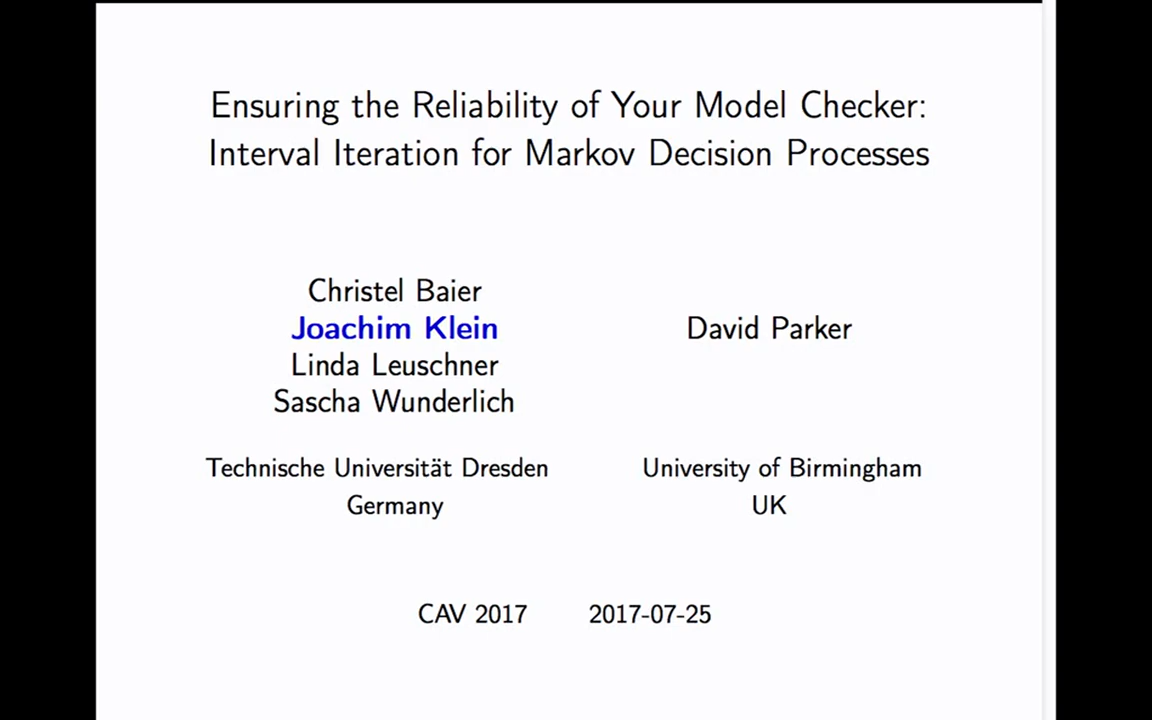 Ensuring the Reliability of Your Model Checker:
Interval Iteration for Markov Decision Processes
Christel Baier
Joachim Klein
Linda Leuschner
Sascha Wunderlich
David Parker
Technische Universität Dresden
Germany
University of Birmingham
UK
CAV 2017 2017-07-25